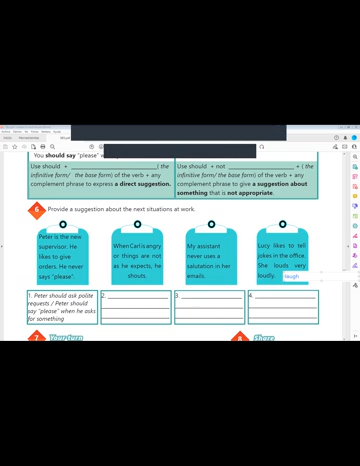 You should say "please"
Use should + ________________( the
infinitive form/ the base form) of the verb + any
complement phrase to express a direct suggestion.
Use should + not ________________ + ( the
infinitive form/ the base form) of the verb + any
complement phrase to give a suggestion about
something that is not appropriate.
6 Provide a suggestion about the next situations at work.
Peter is the new
supervisor. He
likes to give
orders. He never
says "please".
When Carl is angry
or things are not
as he expects, he
shouts.
My assistant
never uses a
salutation in her
emails.
Lucy likes to tell
jokes in the office.
She louds very
loudly.
laugh
1. Peter should ask polite
requests / Peter should
say "please" when he asks
for something
2.
3.
4.
7 Your turn
8 Share